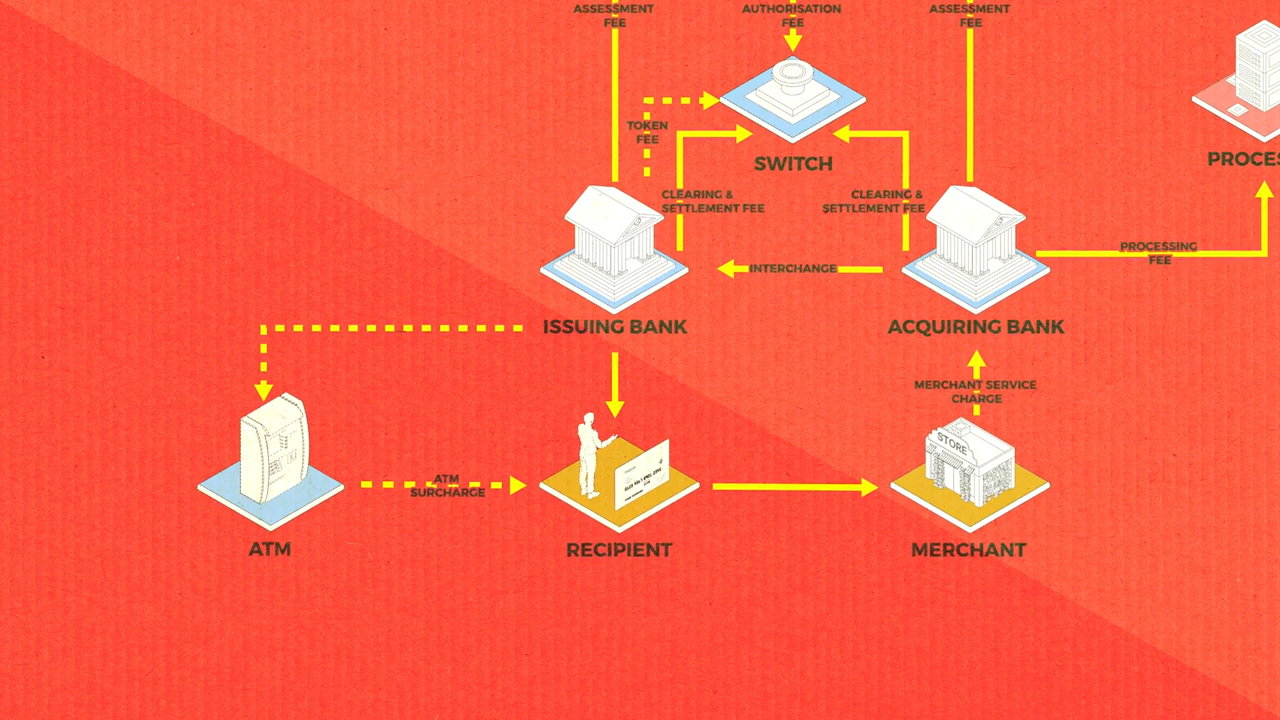 ASSESSMENT
FEE
AUTHORISATION
FEE
ASSESSMENT
FEE
TOKEN
FEE
SWITCH
PROCES
CLEARING &
SETTLEMENT FEE
CLEARING &
SETTLEMENT FEE
PROCESSING
FEE
INTERCHANGE
ISSUING BANK
ACQUIRING BANK
MERCHANT SERVICE
CHARGE
STORE
ATM
SURCHARGE
ATM
RECIPIENT
MERCHANT